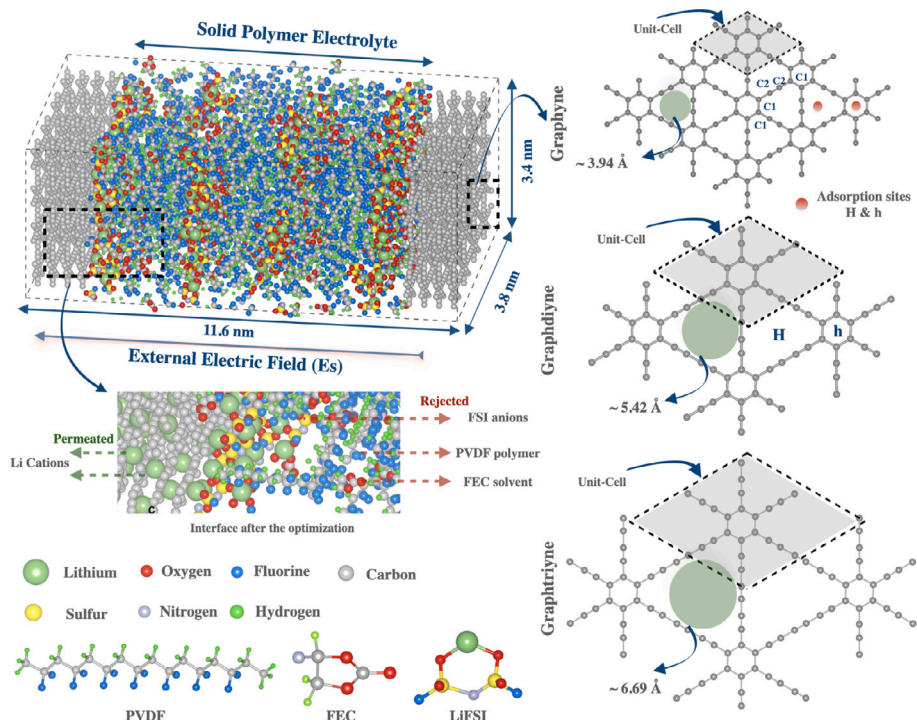 Solid Polymer Electrolyte
3.4 nm
3.8 nm
11.6 nm
External Electric Field (Es)
Permeated
Li Cations
Rejected
FSI anions
PVDF polymer
FEC solvent
c
Interface after the optimization
Lithium
Oxygen
Fluorine
Carbon
Sulfur
Nitrogen
Hydrogen
PVDF
FEC
LiFSI
Graphyne
Unit-Cell
C2
C2
C1
C1
C1
~ 3.94 Å
Adsorption sites
H & h
Graphdiyne
Unit-Cell
H
h
~ 5.42 Å
Graphtriyne
Unit-Cell
~ 6.69 Å